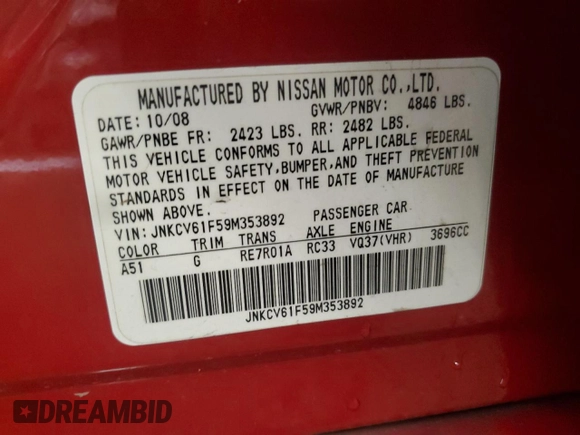 MANUFACTURED BY NISSAN MOTOR CO.,LTD.
DATE: 10/08 GVWR/PNBV: 4846 LBS.
GAWR/PNBE FR: 2423 LBS. RR: 2482 LBS.
THIS VEHICLE CONFORMS TO ALL APPLICABLE FEDERAL
MOTOR VEHICLE SAFETY,BUMPER,AND THEFT PREVENTION
STANDARDS IN EFFECT ON THE DATE OF MANUFACTURE
SHOWN ABOVE.
VIN: JNKCV61F59M353892 PASSENGER CAR
COLOR TRIM TRANS AXLE ENGINE
A51 G RE7R01A RC33 VQ37(VHR) 3696CC
JNKCV61F59M353892
DREAMBID